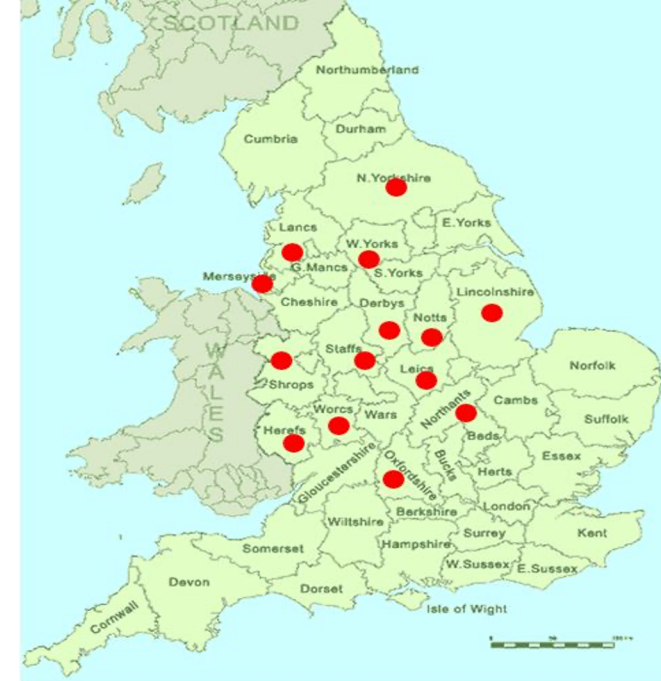 SCOTLAND
Northumberland
Cumbria
Durham
N.Yorkshire
Lancs
E.Yorks
W.Yorks
G.Mancs
S.Yorks
Merseyside
Cheshire
Derbys
Lincolnshire
Notts
WALES
Staffs
Leics
Norfolk
Shrops
Northants
Cambs
Worcs
Wars
Suffolk
Herefs
Beds
Gloucestershire
Oxfordshire
Bucks
Essex
Herts
Berkshire
London
Wiltshire
Hampshire
Surrey
Kent
Somerset
W.Sussex
E.Sussex
Devon
Dorset
Cornwall
Isle of Wight